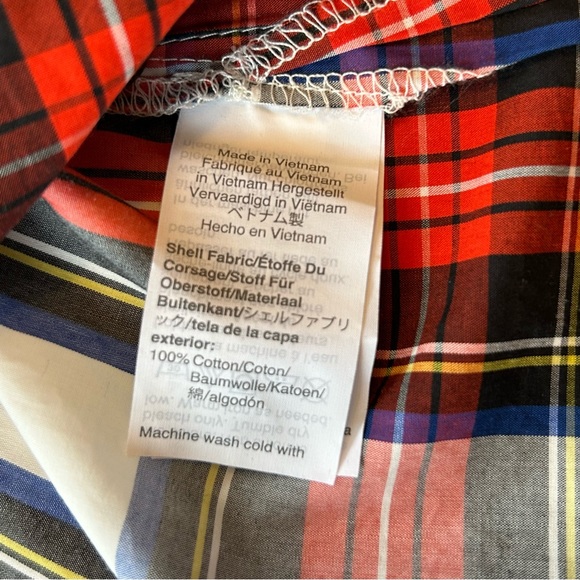 Made in Vietnam
Fabriqué au Vietnam
in Vietnam Hergestellt
Vervaardigd in Viëtnam
ベトナム製
Hecho en Vietnam
Shell Fabric/Étoffe Du
Corsage/Stoff Für
Oberstoff/Materiaal
Buitenkant/シェルファブリ
ック/tela de la capa
exterior:
100% Cotton/Coton/
Baumwolle/Katoen/
綿/algodón
Machine wash cold with